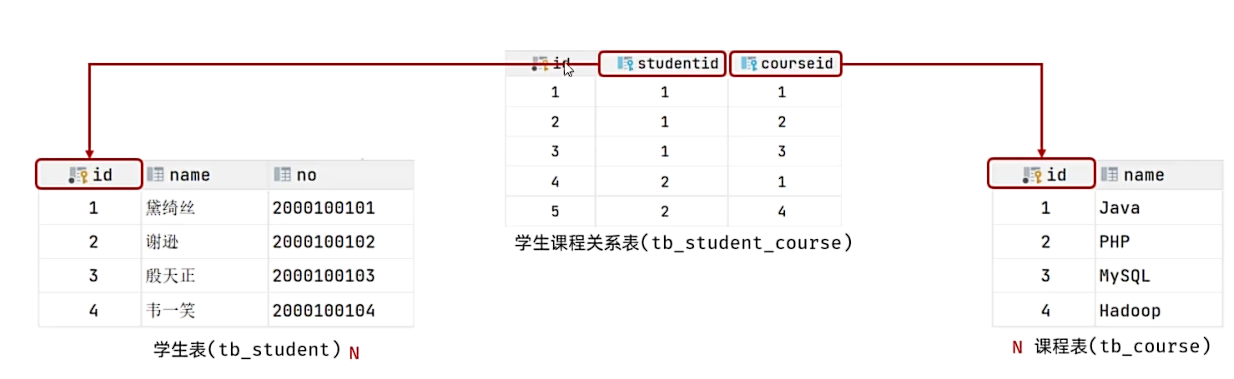 id studentid courseid
1 1 1
2 1 2
3 1 3
4 2 1
5 2 4
学生课程关系表(tb_student_course)
id name no
1 黛绮丝 2000100101
2 谢逊 2000100102
3 殷天正 2000100103
4 韦一笑 2000100104
学生表(tb_student) N
id name
1 Java
2 PHP
3 MySQL
4 Hadoop
N 课程表(tb_course)